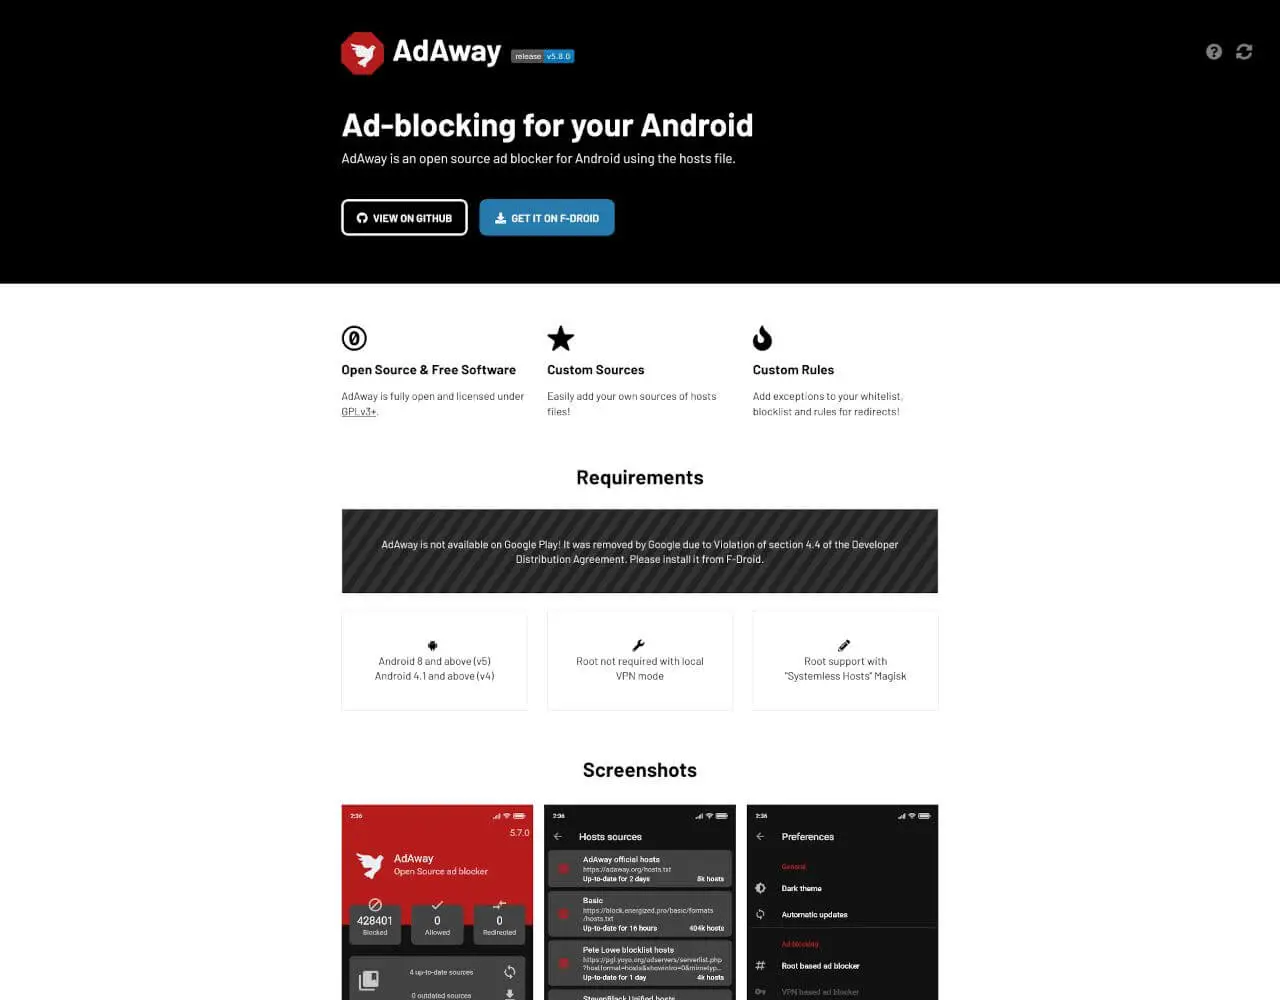 AdAway
release v5.8.0
Ad-blocking for your Android
AdAway is an open source ad blocker for Android using the hosts file.
VIEW ON GITHUB
GET IT ON F-DROID
Open Source & Free Software
AdAway is fully open and licensed under
GPLv3+.
Custom Sources
Easily add your own sources of hosts
files!
Custom Rules
Add exceptions to your whitelist,
blocklist and rules for redirects!
Requirements
AdAway is not available on Google Play! It was removed by Google due to Violation of section 4.4 of the Developer
Distribution Agreement. Please install it from F-Droid.
Android 8 and above (v5)
Android 4.1 and above (v4)
Root not required with local
VPN mode
Root support with
"Systemless Hosts" Magisk
Screenshots
2:36
5.7.0
AdAway
Open Source ad blocker
428401
Blocked
0
Allowed
0
Redirected
4 up-to-date sources
0 outdated sources
2:36
Hosts sources
AdAway official hosts
https://adaway.org/hosts.txt
Up-to-date for 2 days
8k hosts
Basic
https://block.energized.pro/basic/formats
/hosts.txt
Up-to-date for 16 hours
404k hosts
Pete Lowe blocklist hosts
https://pgl.yoyo.org/adservers/serverlist.php
?hostformat=hosts&showintro=0&mimetyp...
Up-to-date for 1 day
4k hosts
StevenBlack Unified hosts
2:36
Preferences
General
Dark theme
Automatic updates
Ad blocking
Root based ad blocker
VPN based ad blocker